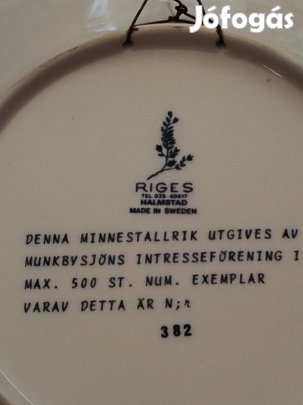 Jófogás
RIGES
TEL 035-40817
HALMSTAD
MADE IN SWEDEN
DENNA MINNESTALLRIK UTGIVES AV
MUNKBYSJÖNS INTRESSEFÖRENING I
MAX. 500 ST. NUM. EXEMPLAR
VARAV DETTA ÄR N;r
382